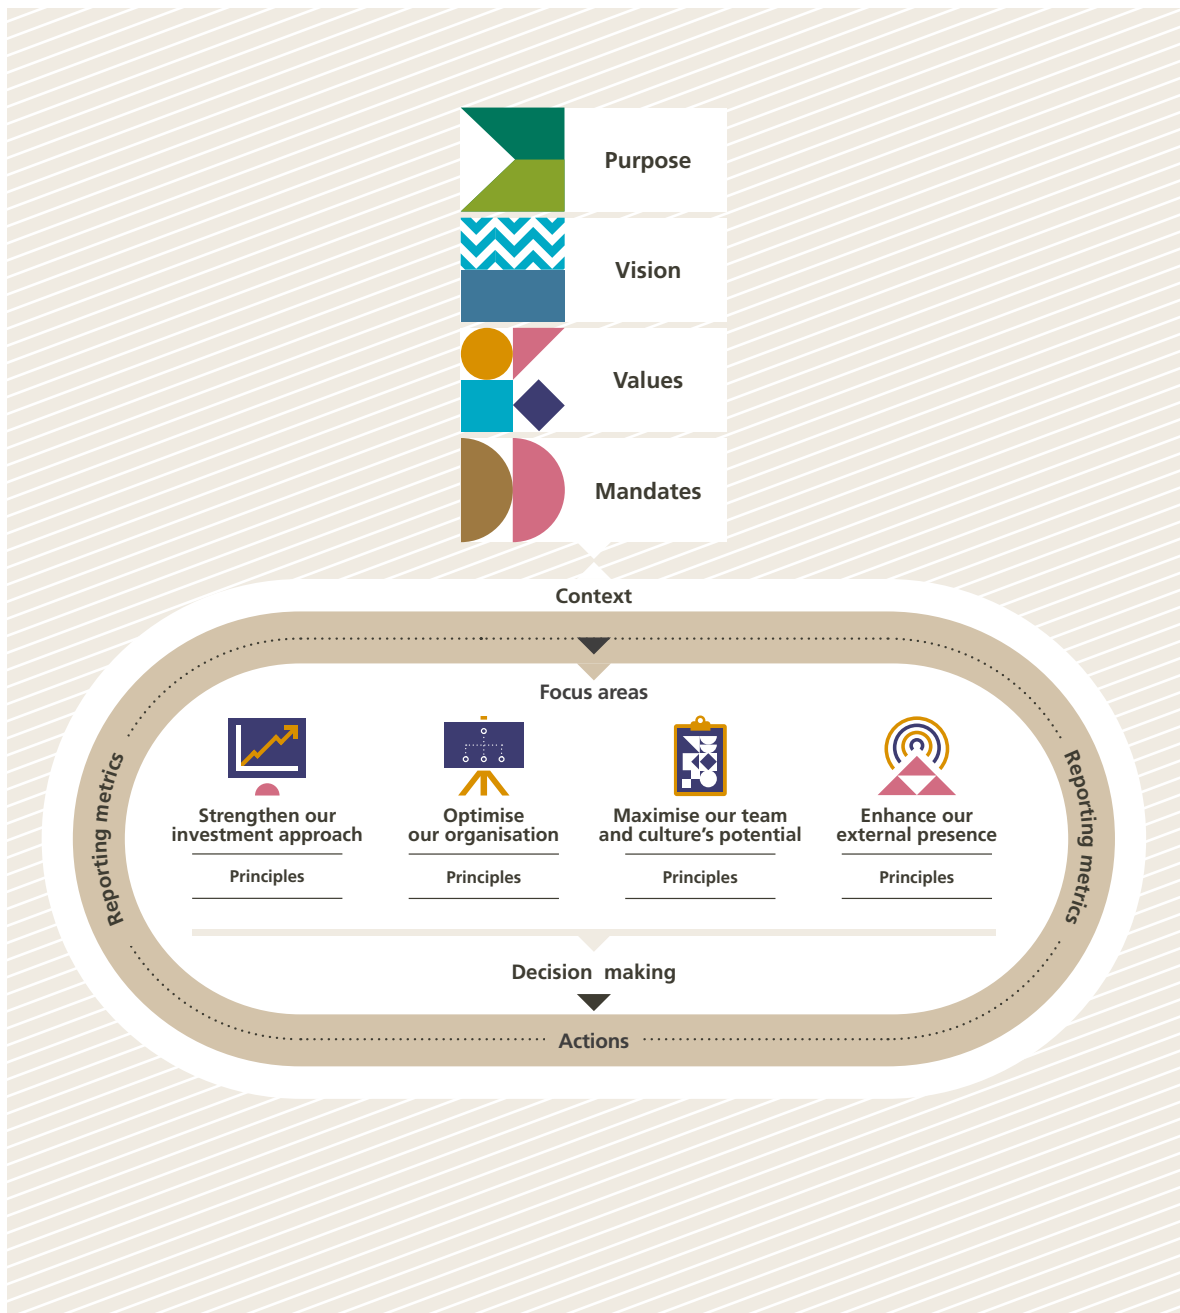 Purpose
Vision
Values
Mandates
Context
Focus areas
Strengthen our
investment approach
Principles
Optimise
our organisation
Principles
Maximise our team
and culture's potential
Principles
Enhance our
external presence
Principles
Reporting metrics
Reporting metrics
Decision making
Actions